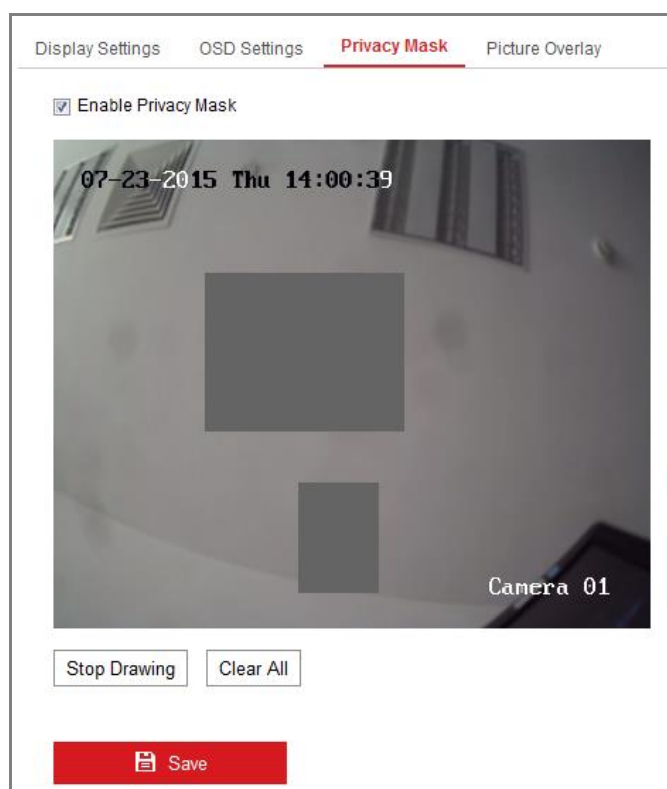 Display Settings OSD Settings Privacy Mask Picture Overlay
Enable Privacy Mask
07-23-2015 Thu 14:00:39
Camera 01
Stop Drawing Clear All
Save